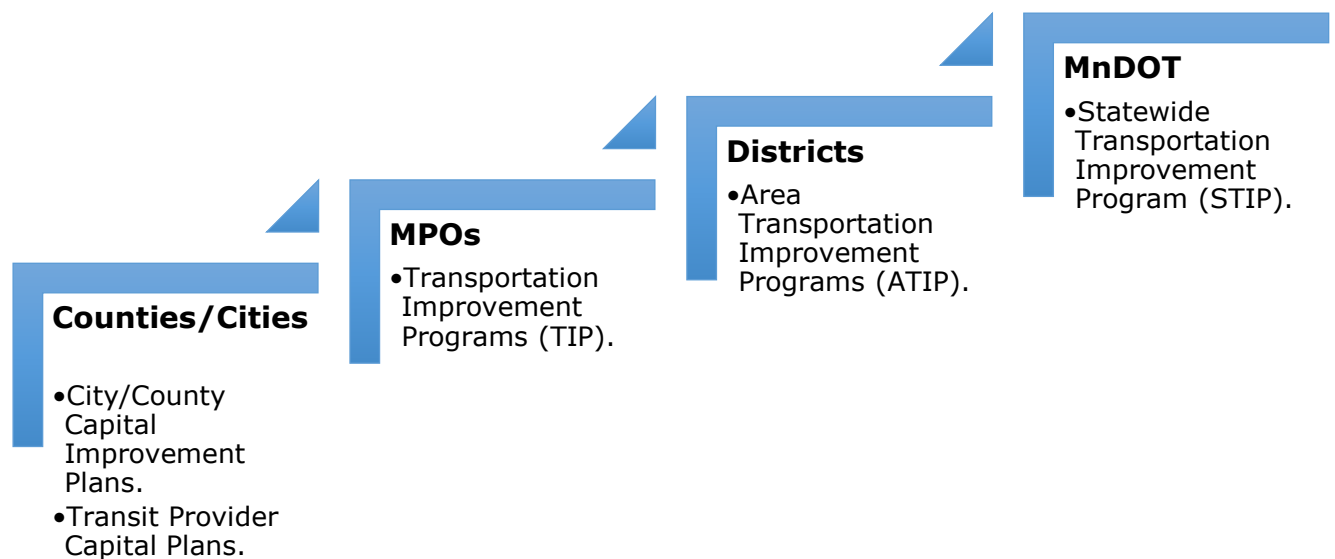 Counties/Cities
•City/County
Capital
Improvement
Plans.
•Transit Provider
Capital Plans.
MPOs
•Transportation
Improvement
Programs (TIP).
Districts
•Area
Transportation
Improvement
Programs (ATIP).
MnDOT
•Statewide
Transportation
Improvement
Program (STIP).